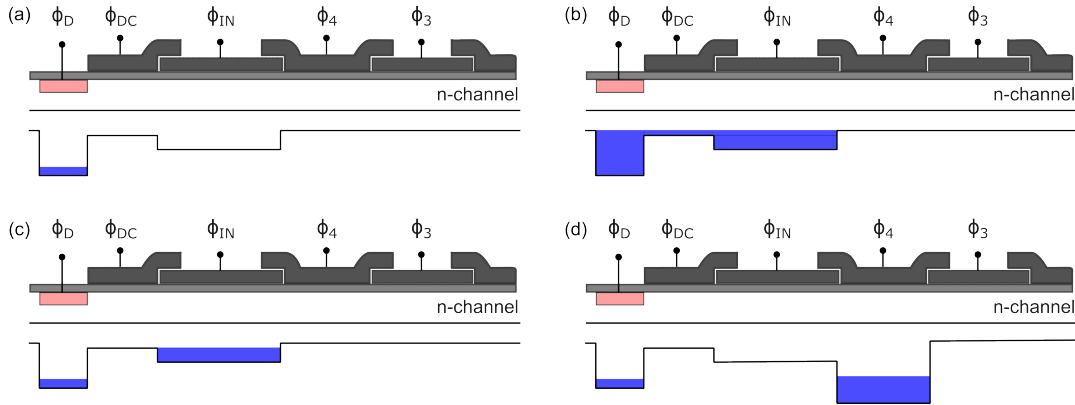 (a) ϕD ϕDC ϕIN ϕ4 ϕ3
n-channel
(b) ϕD ϕDC ϕIN ϕ4 ϕ3
n-channel
(c) ϕD ϕDC ϕIN ϕ4 ϕ3
n-channel
(d) ϕD ϕDC ϕIN ϕ4 ϕ3
n-channel